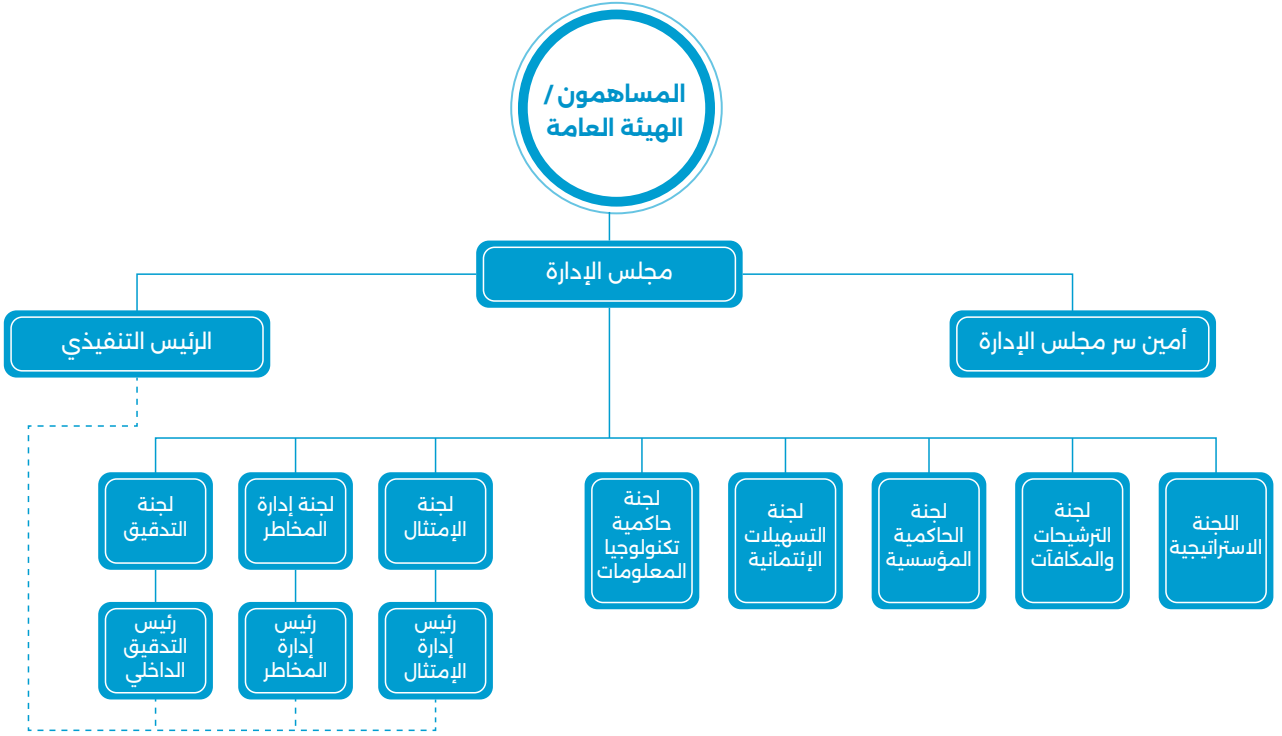 المساهمون /
الهيئة العامة
مجلس الإدارة
أمين سر مجلس الإدارة
الرئيس التنفيذي
اللجنة
الاستراتيجية
لجنة
الترشيحات
والمكافآت
لجنة
الحاكمية
المؤسسية
لجنة
التسهيلات
الإئتمانية
لجنة
حاكمية
تكنولوجيا
المعلومات
لجنة
الإمتثال
لجنة إدارة
المخاطر
لجنة
التدقيق
رئيس
إدارة
الإمتثال
رئيس
إدارة
المخاطر
رئيس
التدقيق
الداخلي